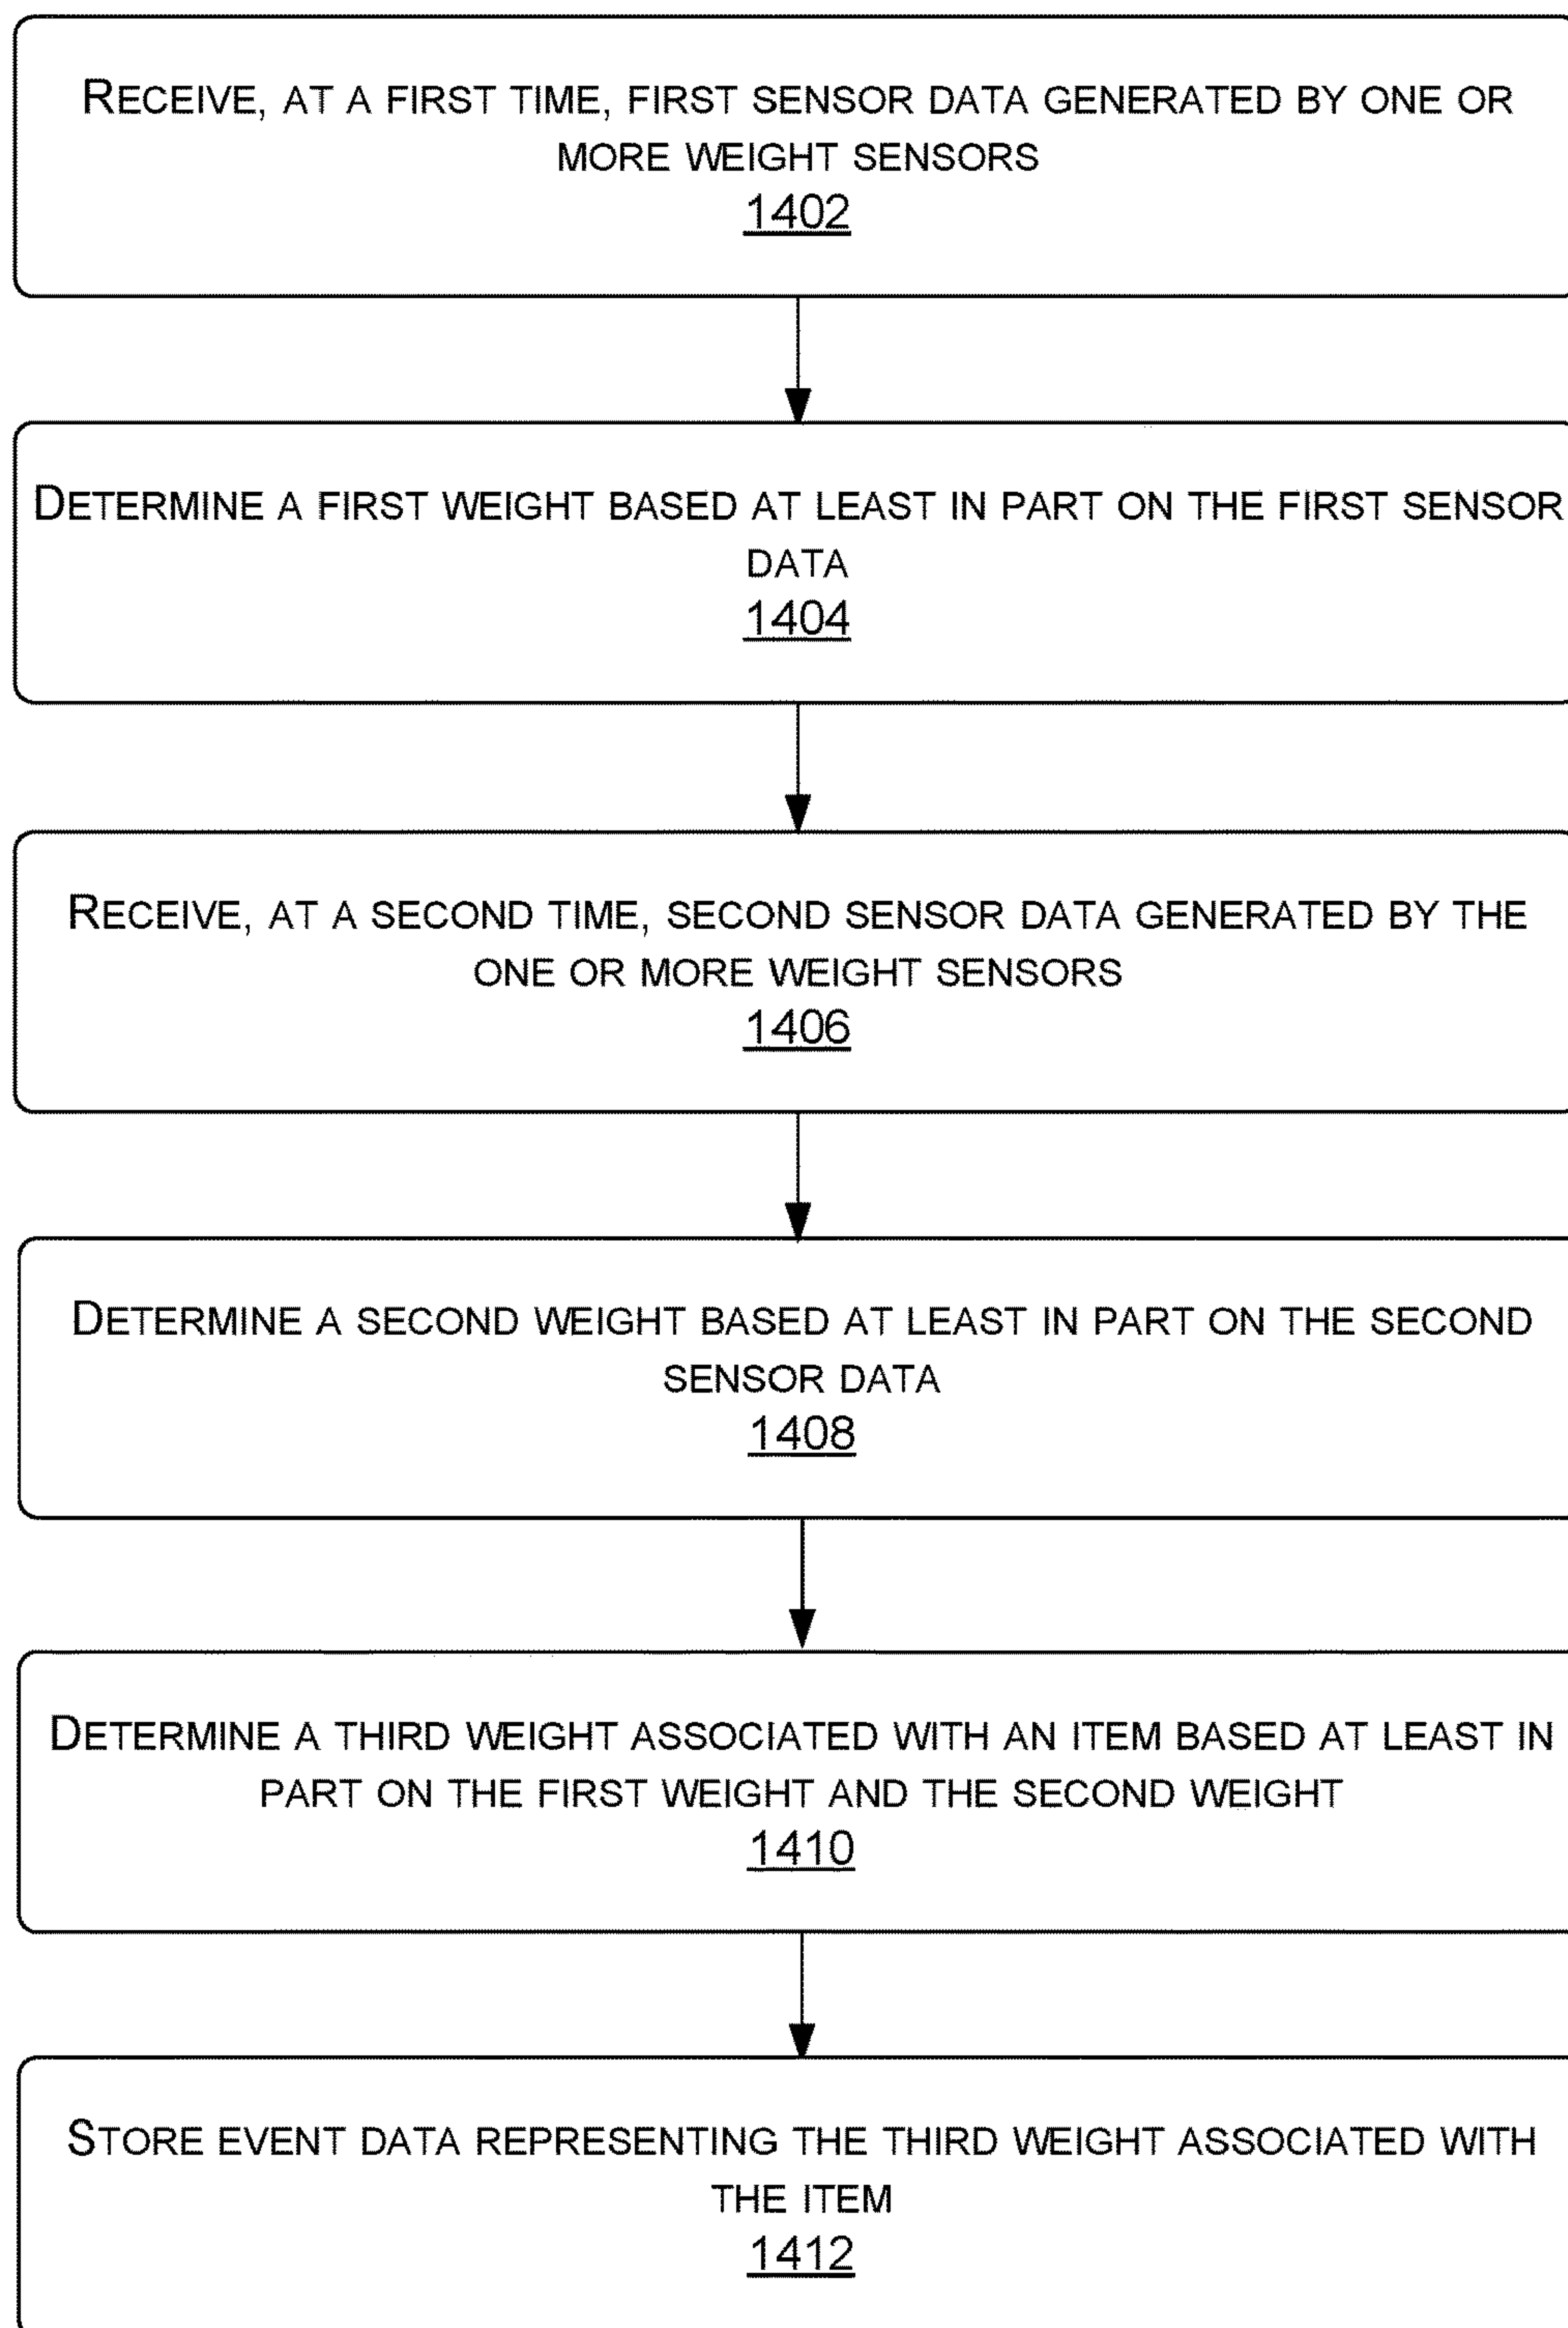 RECEIVE, AT A FIRST TIME, FIRST SENSOR DATA GENERATED BY ONE OR
MORE WEIGHT SENSORS
1402
DETERMINE A FIRST WEIGHT BASED AT LEAST IN PART ON THE FIRST SENSOR
DATA
1404
RECEIVE, AT A SECOND TIME, SECOND SENSOR DATA GENERATED BY THE
ONE OR MORE WEIGHT SENSORS
1406
DETERMINE A SECOND WEIGHT BASED AT LEAST IN PART ON THE SECOND
SENSOR DATA
1408
DETERMINE A THIRD WEIGHT ASSOCIATED WITH AN ITEM BASED AT LEAST IN
PART ON THE FIRST WEIGHT AND THE SECOND WEIGHT
1410
STORE EVENT DATA REPRESENTING THE THIRD WEIGHT ASSOCIATED WITH
THE ITEM
1412